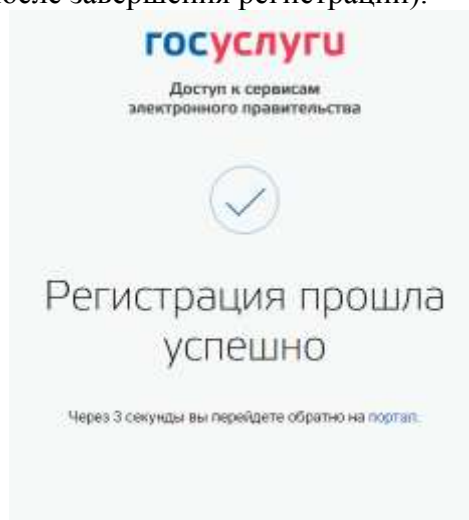 после завершения регистрации).
госуслуги
Доступ к сервисам
электронного правительства
Регистрация прошла
успешно
Через 3 секунды вы перейдете обратно на портал.